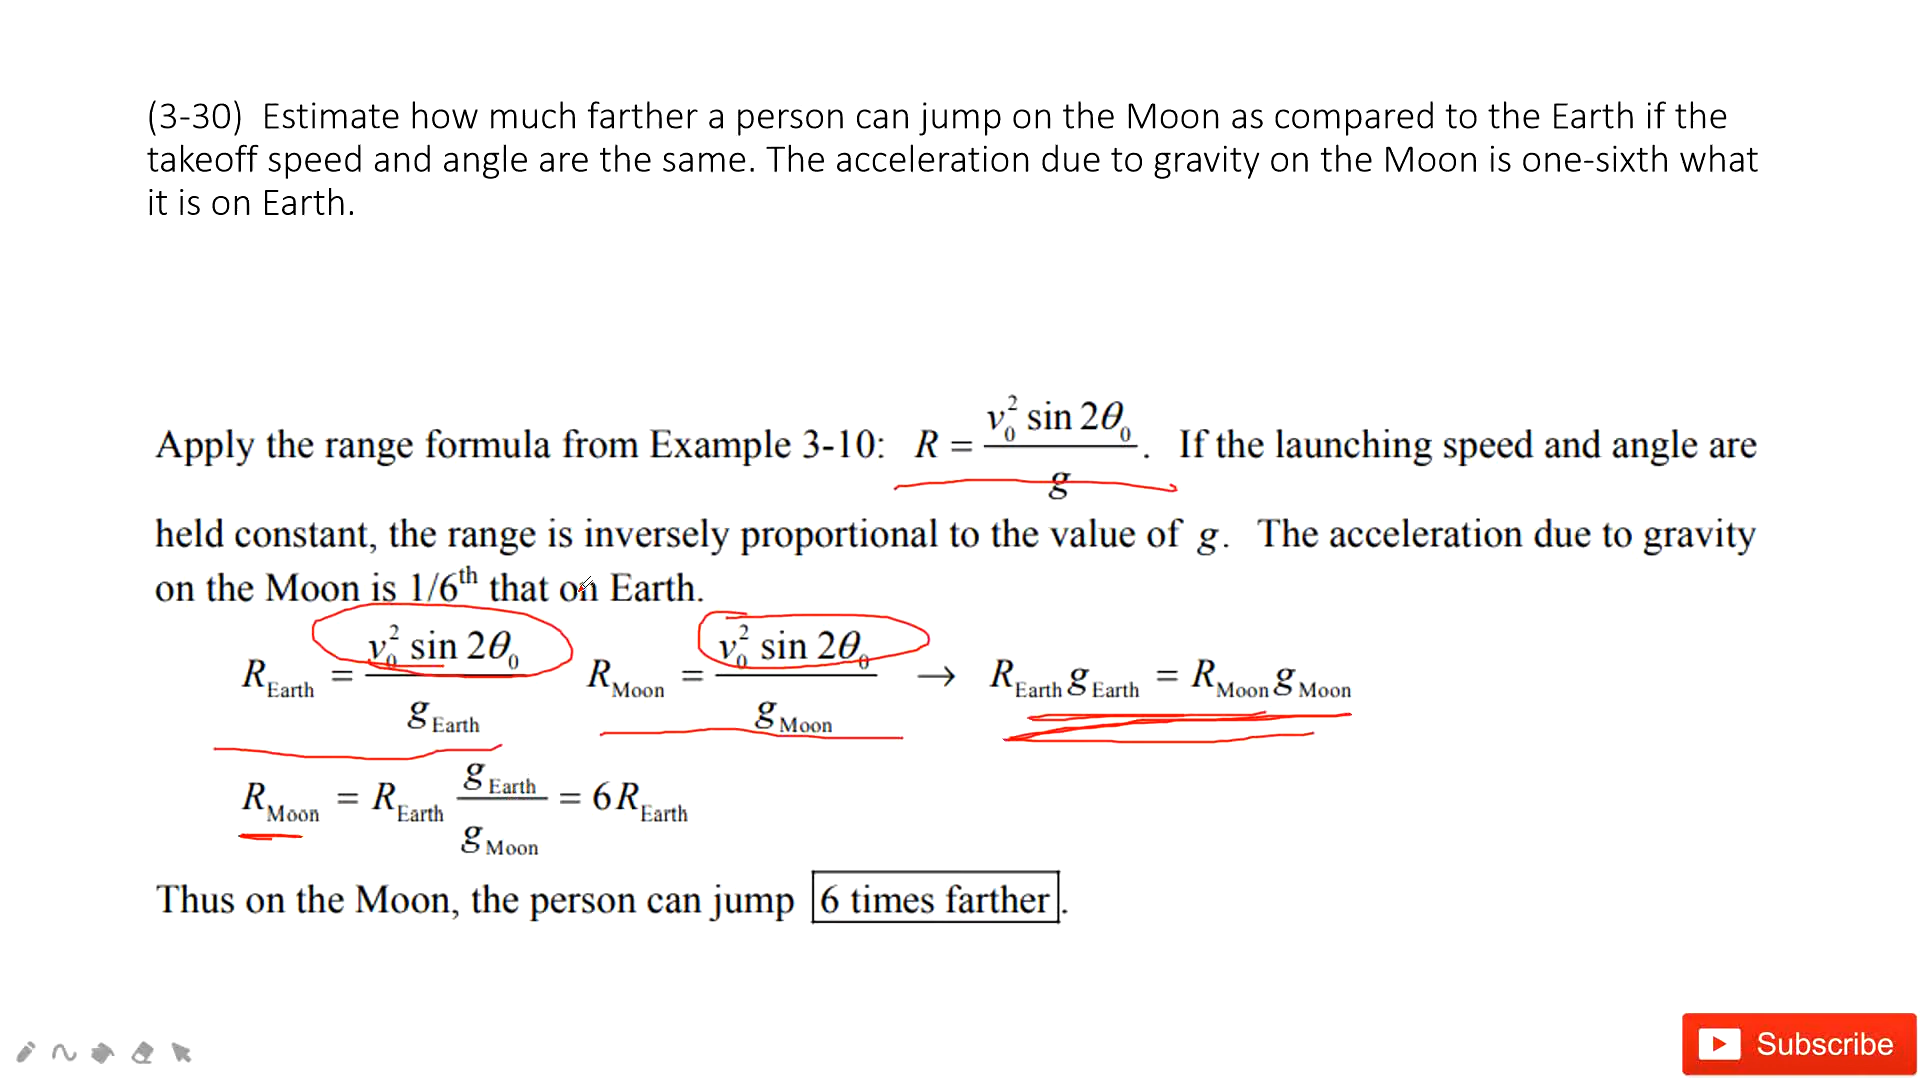 (3-30) Estimate how much farther a person can jump on the Moon as compared to the Earth if the
takeoff speed and angle are the same. The acceleration due to gravity on the Moon is one-sixth what
it is on Earth.
Apply the range formula from Example 3-10: R = v₀² sin 2θ₀ / g. If the launching speed and angle are
held constant, the range is inversely proportional to the value of g. The acceleration due to gravity
on the Moon is 1/6th that on Earth.
R_Earth = v₀² sin 2θ₀ / g_Earth R_Moon = v₀² sin 2θ₀ / g_Moon → R_Earth g_Earth = R_Moon g_Moon
R_Moon = R_Earth g_Earth / g_Moon = 6 R_Earth
Thus on the Moon, the person can jump 6 times farther.
Subscribe